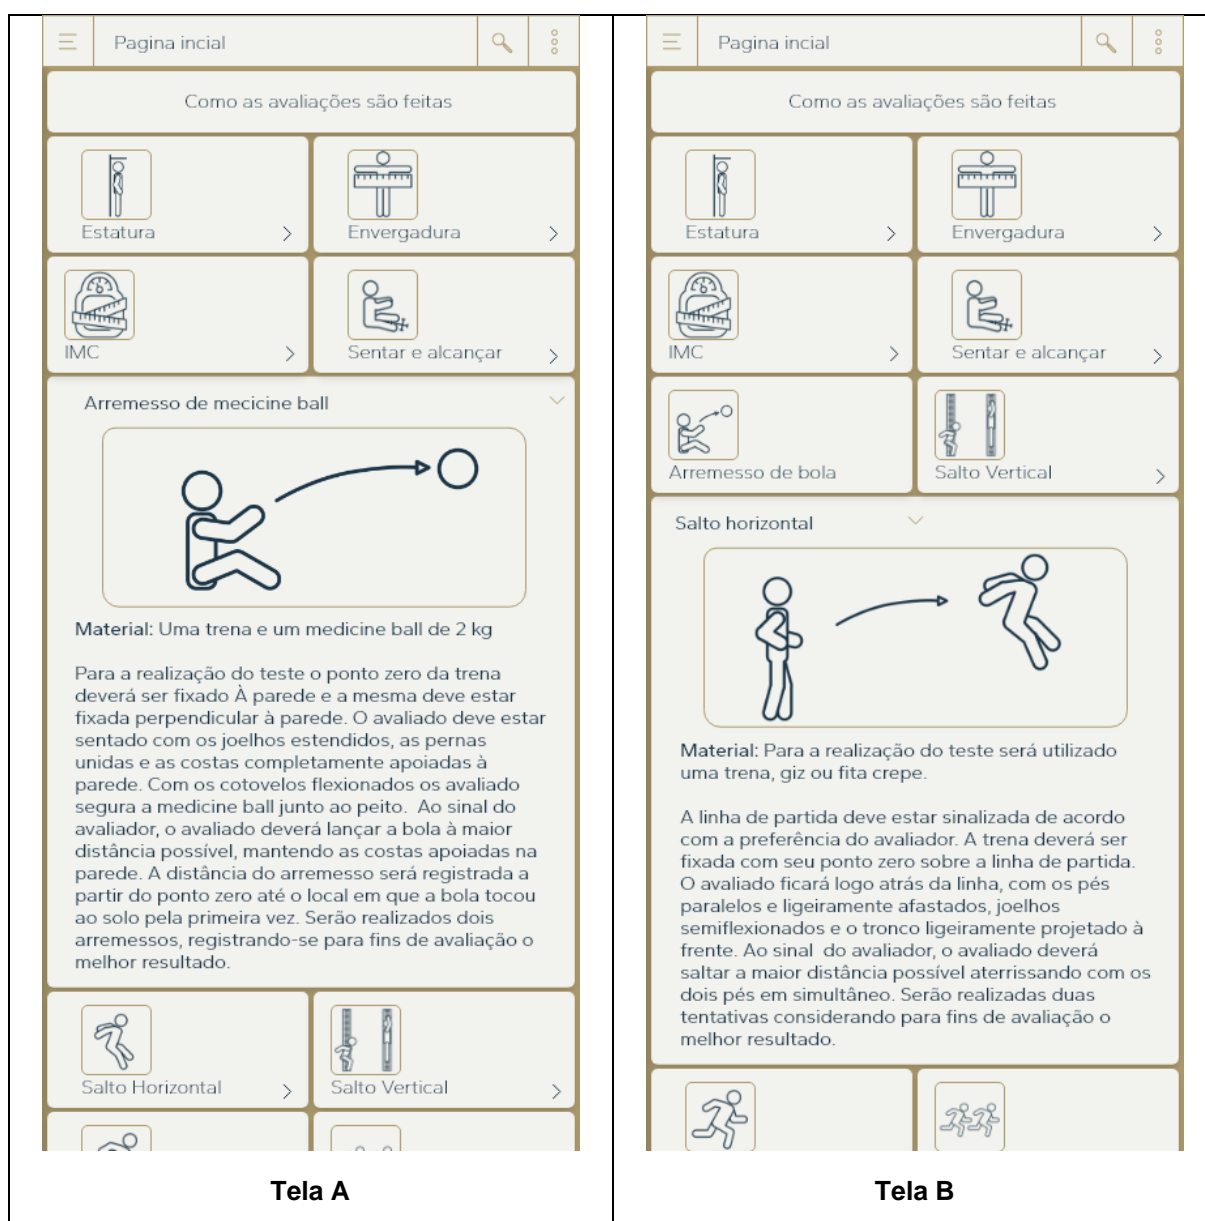 Pagina incial
Como as avaliações são feitas
Estatura
Envergadura
IMC
Sentar e alcançar
Arremesso de mecicine ball
Material: Uma trena e um medicine ball de 2 kg
Para a realização do teste o ponto zero da trena
deverá ser fixado À parede e a mesma deve estar
fixada perpendicular à parede. O avaliado deve estar
sentado com os joelhos estendidos, as pernas
unidas e as costas completamente apoiadas à
parede. Com os cotovelos flexionados os avaliado
segura a medicine ball junto ao peito. Ao sinal do
avaliador, o avaliado deverá lançar a bola à maior
distância possível, mantendo as costas apoiadas na
parede. A distância do arremesso será registrada a
partir do ponto zero até o local em que a bola tocou
ao solo pela primeira vez. Serão realizados dois
arremessos, registrando-se para fins de avaliação o
melhor resultado.
Salto Horizontal
Salto Vertical
Tela A
Pagina incial
Como as avaliações são feitas
Estatura
Envergadura
IMC
Sentar e alcançar
Arremesso de bola
Salto Vertical
Salto horizontal
Material: Para a realização do teste será utilizado
uma trena, giz ou fita crepe.
A linha de partida deve estar sinalizada de acordo
com a preferência do avaliador. A trena deverá ser
fixada com seu ponto zero sobre a linha de partida.
O avaliado ficará logo atrás da linha, com os pés
paralelos e ligeiramente afastados, joelhos
semiflexionados e o tronco ligeiramente projetado à
frente. Ao sinal do avaliador, o avaliado deverá
saltar a maior distância possível aterrissando com os
dois pés em simultâneo. Serão realizadas duas
tentativas considerando para fins de avaliação o
melhor resultado.
Tela B